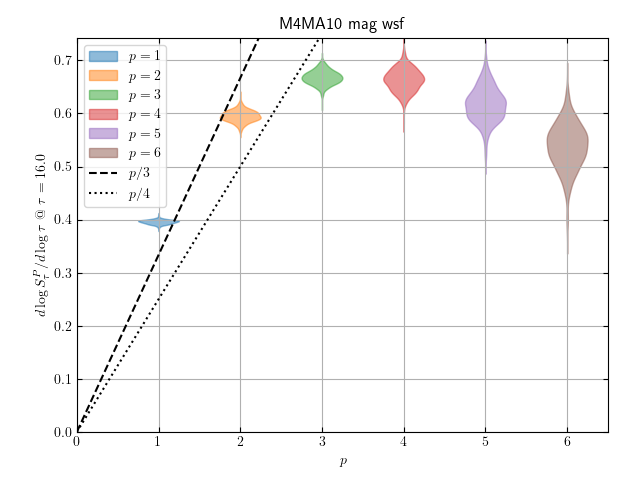 M4MA10 mag wsf
p = 1
p = 2
p = 3
p = 4
p = 5
p = 6
p/3
p/4
d log S_τ^P / d log τ @ τ = 16.0
0.7
0.6
0.5
0.4
0.3
0.2
0.1
0.0
0 1 2 3 4 5 6
p